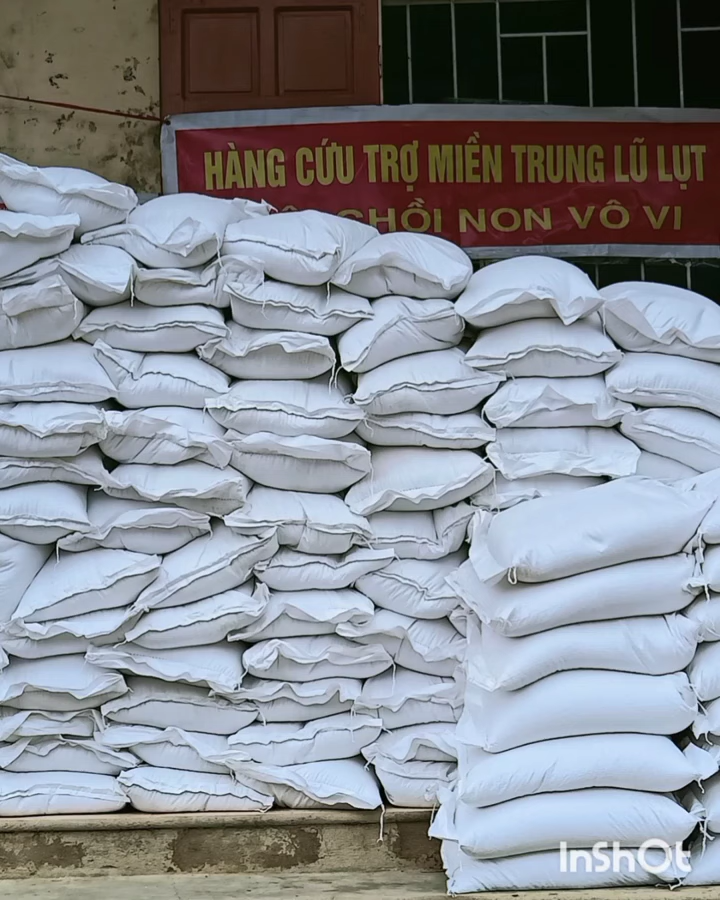 HÀNG CỨU TRỢ MIỀN TRUNG LŨ LỤT
CHỒI NON VÔ VI
InShOt